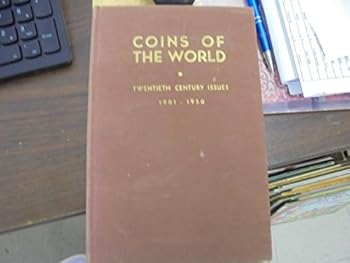 COINS OF
THE WORLD
TWENTIETH CENTURY ISSUES
1901 - 1950